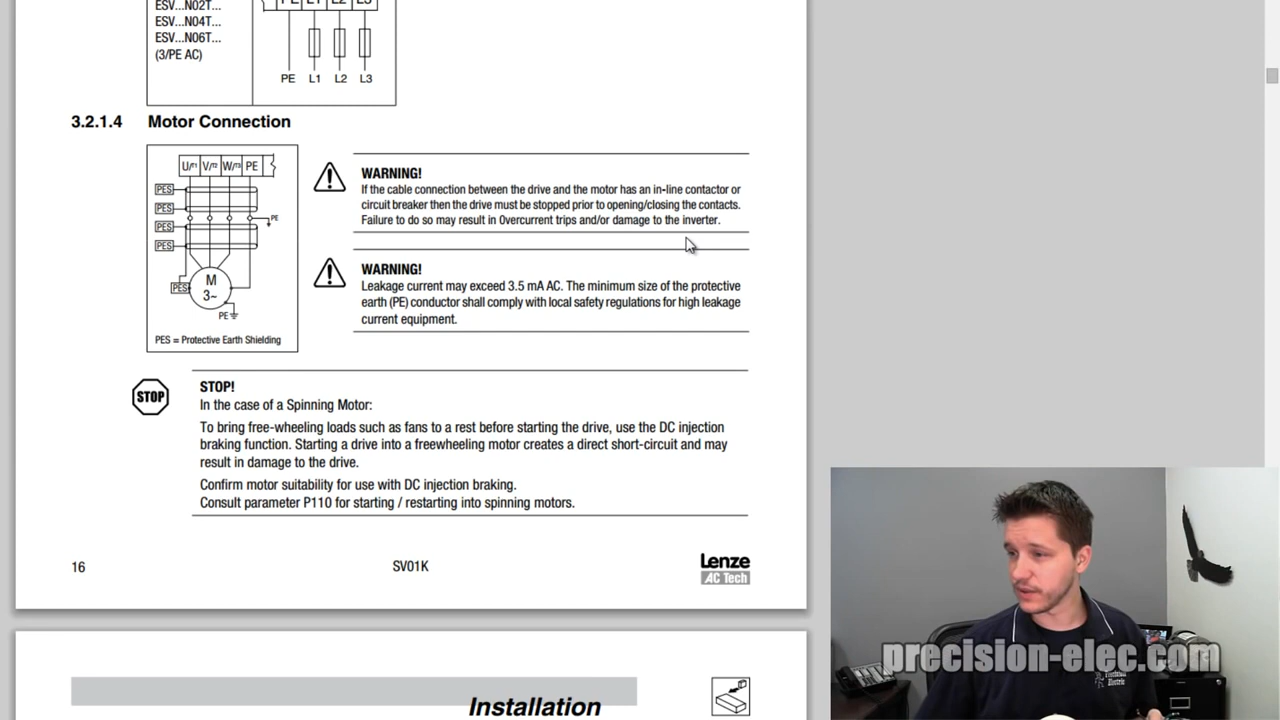 ESV...N02T...
ESV...N04T...
ESV...N06T...
(3/PE AC)
PE L1 L2 L3
PE L1 L2 L3
3.2.1.4 Motor Connection
U/T1 V/T2 W/T3 PE
PES
PES
PE
PES
PES
PES
M
3~
PE
PES = Protective Earth Shielding
WARNING!
If the cable connection between the drive and the motor has an in-line contactor or
circuit breaker then the drive must be stopped prior to opening/closing the contacts.
Failure to do so may result in Overcurrent trips and/or damage to the inverter.
WARNING!
Leakage current may exceed 3.5 mA AC. The minimum size of the protective
earth (PE) conductor shall comply with local safety regulations for high leakage
current equipment.
STOP
STOP!
In the case of a Spinning Motor:
To bring free-wheeling loads such as fans to a rest before starting the drive, use the DC injection
braking function. Starting a drive into a freewheeling motor creates a direct short-circuit and may
result in damage to the drive.
Confirm motor suitability for use with DC injection braking.
Consult parameter P110 for starting / restarting into spinning motors.
16 SV01K Lenze
AC Tech
Installation
precision-elec.com
Electric